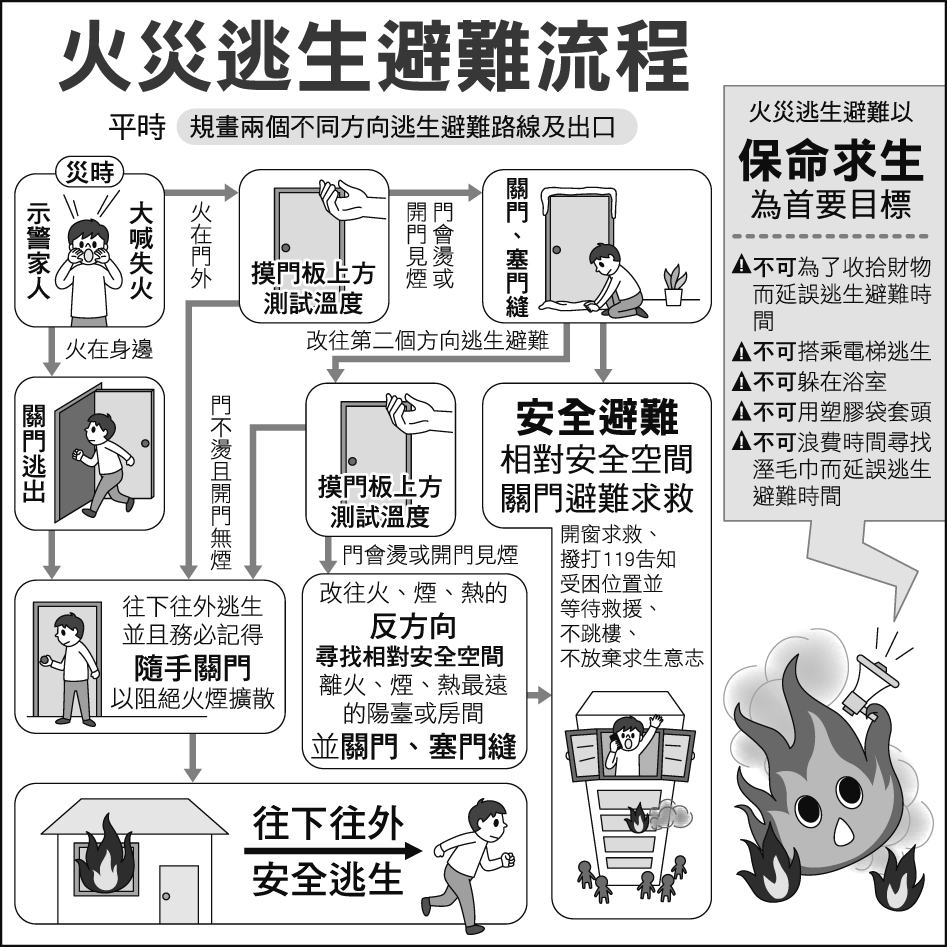 火災逃生避難流程
平時
規畫兩個不同方向逃生避難路線及出口
災時
大喊失火
示警家人
火在門外
摸門板上方
測試溫度
門會燙或
開門見煙
關門、塞門縫
火在身邊
改往第二個方向逃生避難
關門逃出
門不燙且開門無煙
摸門板上方
測試溫度
安全避難
相對安全空間
關門避難求救
開窗求救、
撥打119告知
受困位置並
等待救援、
不跳樓、
不放棄求生意志
門會燙或開門見煙
往下往外逃生
並且務必記得
隨手關門
以阻絕火煙擴散
改往火、煙、熱的
反方向
尋找相對安全空間
離火、煙、熱最遠
的陽臺或房間
並關門、塞門縫
往下往外
安全逃生
火災逃生避難以
保命求生
為首要目標
不可為了收拾財物
而延誤逃生避難時
間
不可搭乘電梯逃生
不可躲在浴室
不可用塑膠袋套頭
不可浪費時間尋找
溼毛巾而延誤逃生
避難時間